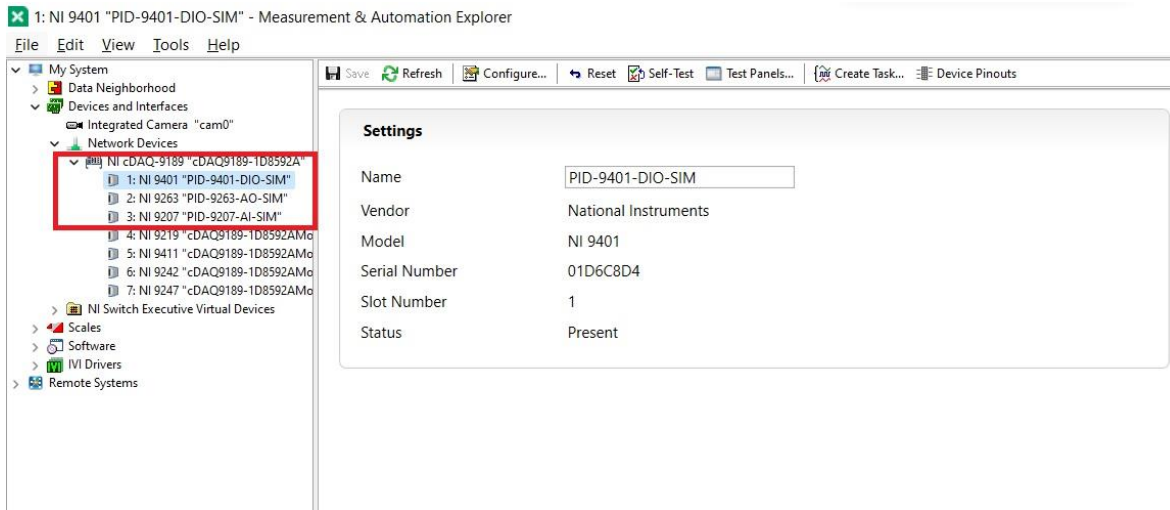 1: NI 9401 "PID-9401-DIO-SIM" - Measurement & Automation Explorer
File Edit View Tools Help
My System
Data Neighborhood
Devices and Interfaces
Integrated Camera "cam0"
Network Devices
NI cDAQ-9189 "cDAQ9189-1D8592A"
1: NI 9401 "PID-9401-DIO-SIM"
2: NI 9263 "PID-9263-AO-SIM"
3: NI 9207 "PID-9207-AI-SIM"
4: NI 9219 "cDAQ9189-1D8592AMo
5: NI 9411 "cDAQ9189-1D8592AMo
6: NI 9242 "cDAQ9189-1D8592AMo
7: NI 9247 "cDAQ9189-1D8592AMo
NI Switch Executive Virtual Devices
Scales
Software
IVI Drivers
Remote Systems
Save Refresh Configure... Reset Self-Test Test Panels... Create Task... Device Pinouts
Settings
Name PID-9401-DIO-SIM
Vendor National Instruments
Model NI 9401
Serial Number 01D6C8D4
Slot Number 1
Status Present